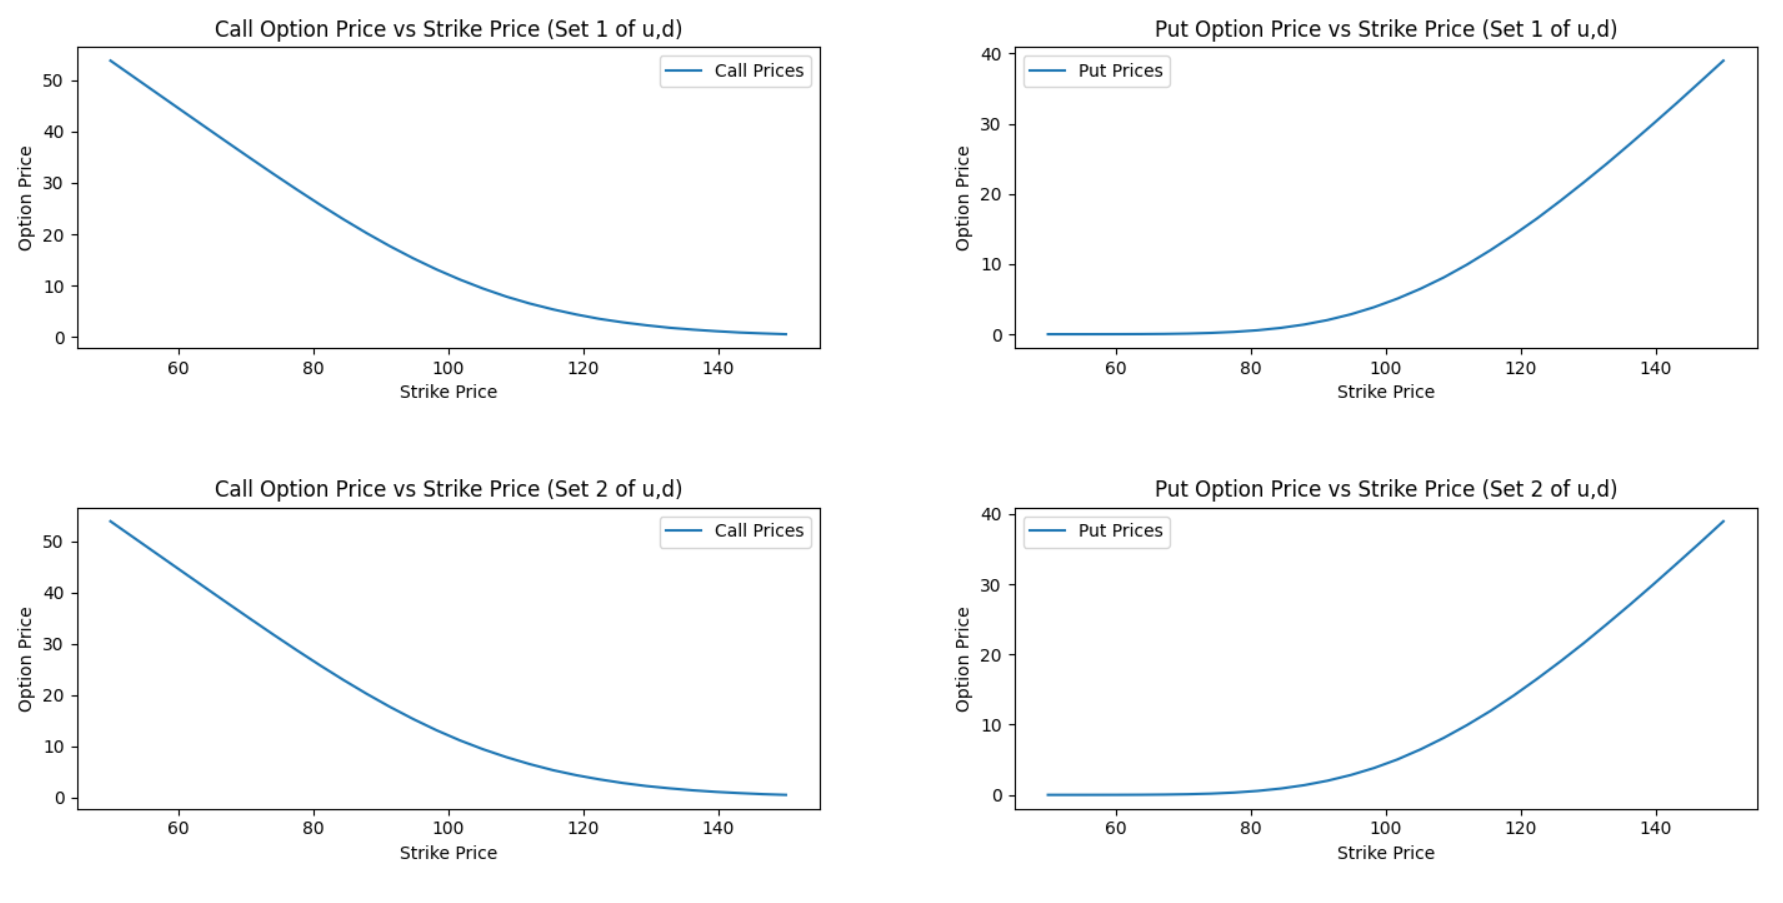 Call Option Price vs Strike Price (Set 1 of u,d)
Call Prices
Option Price
50
40
30
20
10
0
60 80 100 120 140
Strike Price
Put Option Price vs Strike Price (Set 1 of u,d)
Put Prices
Option Price
40
30
20
10
0
60 80 100 120 140
Strike Price
Call Option Price vs Strike Price (Set 2 of u,d)
Call Prices
Option Price
50
40
30
20
10
0
60 80 100 120 140
Strike Price
Put Option Price vs Strike Price (Set 2 of u,d)
Put Prices
Option Price
40
30
20
10
0
60 80 100 120 140
Strike Price